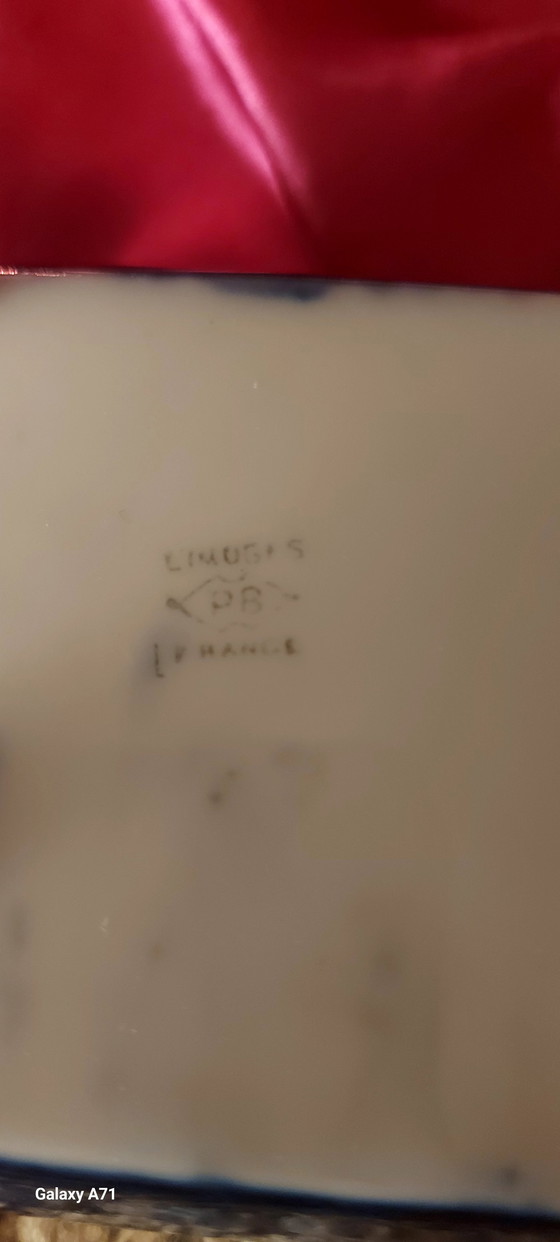 LIMOGES
PB
FRANCE
Galaxy A71